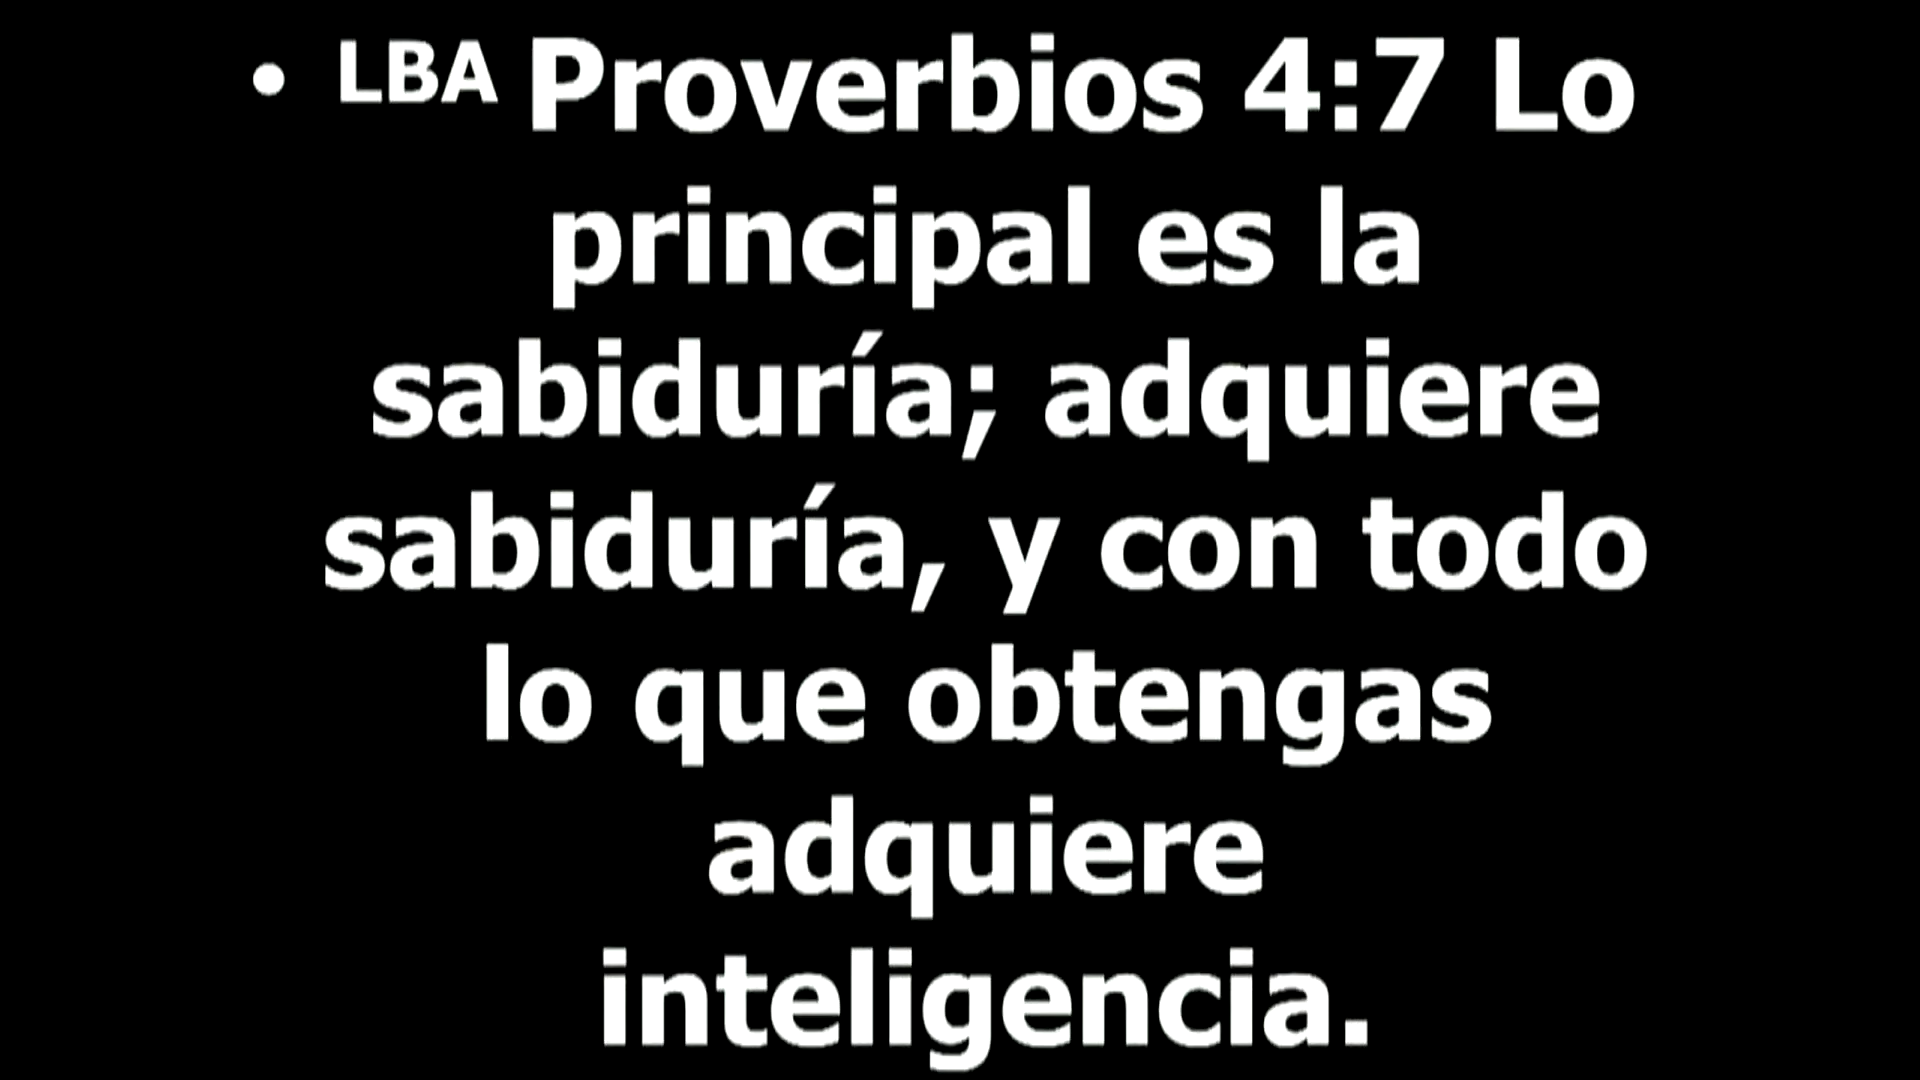 • LBA Proverbios 4:7 Lo
principal es la
sabiduría; adquiere
sabiduría, y con todo
lo que obtengas
adquiere
inteligencia.